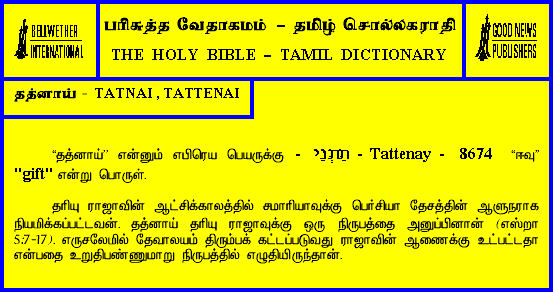 BELLWETHER
INTERNATIONAL
பரிசுத்த வேதாகமம் – தமிழ் சொல்லகராதி
THE HOLY BIBLE – TAMIL DICTIONARY
GOOD NEWS
PUBLISHERS
தத்னாய் - TATNAI , TATTENAI
“தத்னாய்” என்னும் எபிரெய பெயருக்கு - תַּתְּנַי - Tattenay - 8674 “ஈவு”
"gift" என்று பொருள்.
தரியு ராஜாவின் ஆட்சிக்காலத்தில் சமாரியாவுக்கு பெர்சியா தேசத்தின் ஆளுநராக
நியமிக்கப்பட்டவன். தத்னாய் தரியு ராஜாவுக்கு ஒரு நிருபத்தை அனுப்பினான் (எஸ்றா
5:7-17). எருசலேமில் தேவாலயம் திரும்பக் கட்டப்படுவது ராஜாவின் ஆணைக்கு உட்பட்டதா
என்பதை உறுதிபண்ணுமாறு நிருபத்தில் எழுதியிருந்தான்.